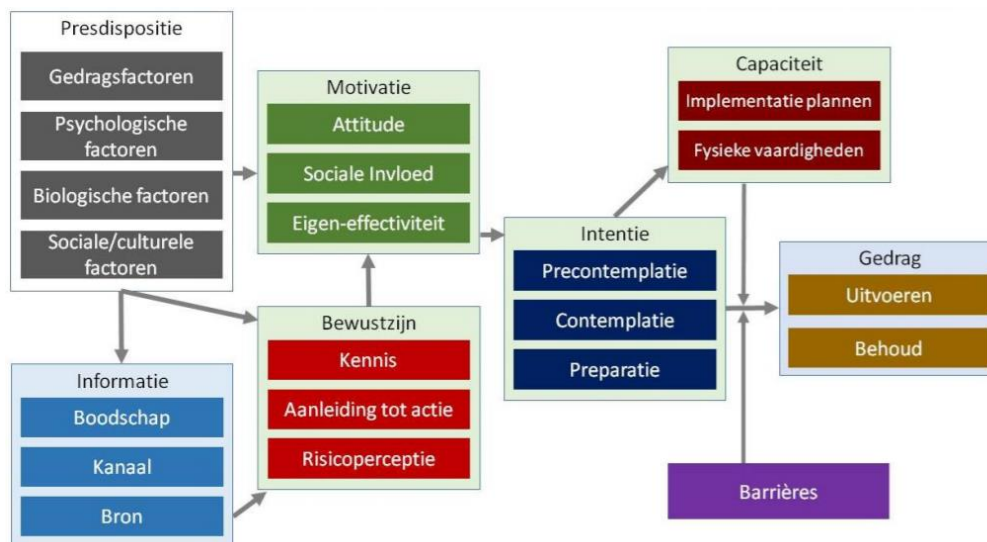 Presdispositie
Gedragsfactoren
Psychologische
factoren
Biologische factoren
Sociale/culturele
factoren
Informatie
Boodschap
Kanaal
Bron
Motivatie
Attitude
Sociale Invloed
Eigen-effectiviteit
Bewustzijn
Kennis
Aanleiding tot actie
Risicoperceptie
Intentie
Precontemplatie
Contemplatie
Preparatie
Capaciteit
Implementatie plannen
Fysieke vaardigheden
Gedrag
Uitvoeren
Behoud
Barrières